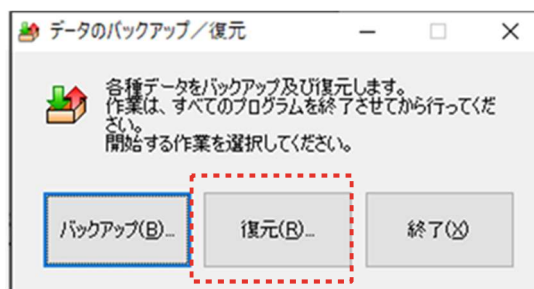 データのバックアップ／復元
各種データをバックアップ及び復元します。
作業は、すべてのプログラムを終了させてから行ってくだ
さい。
開始する作業を選択してください。
バックアップ(B)... 復元(R)... 終了(X)